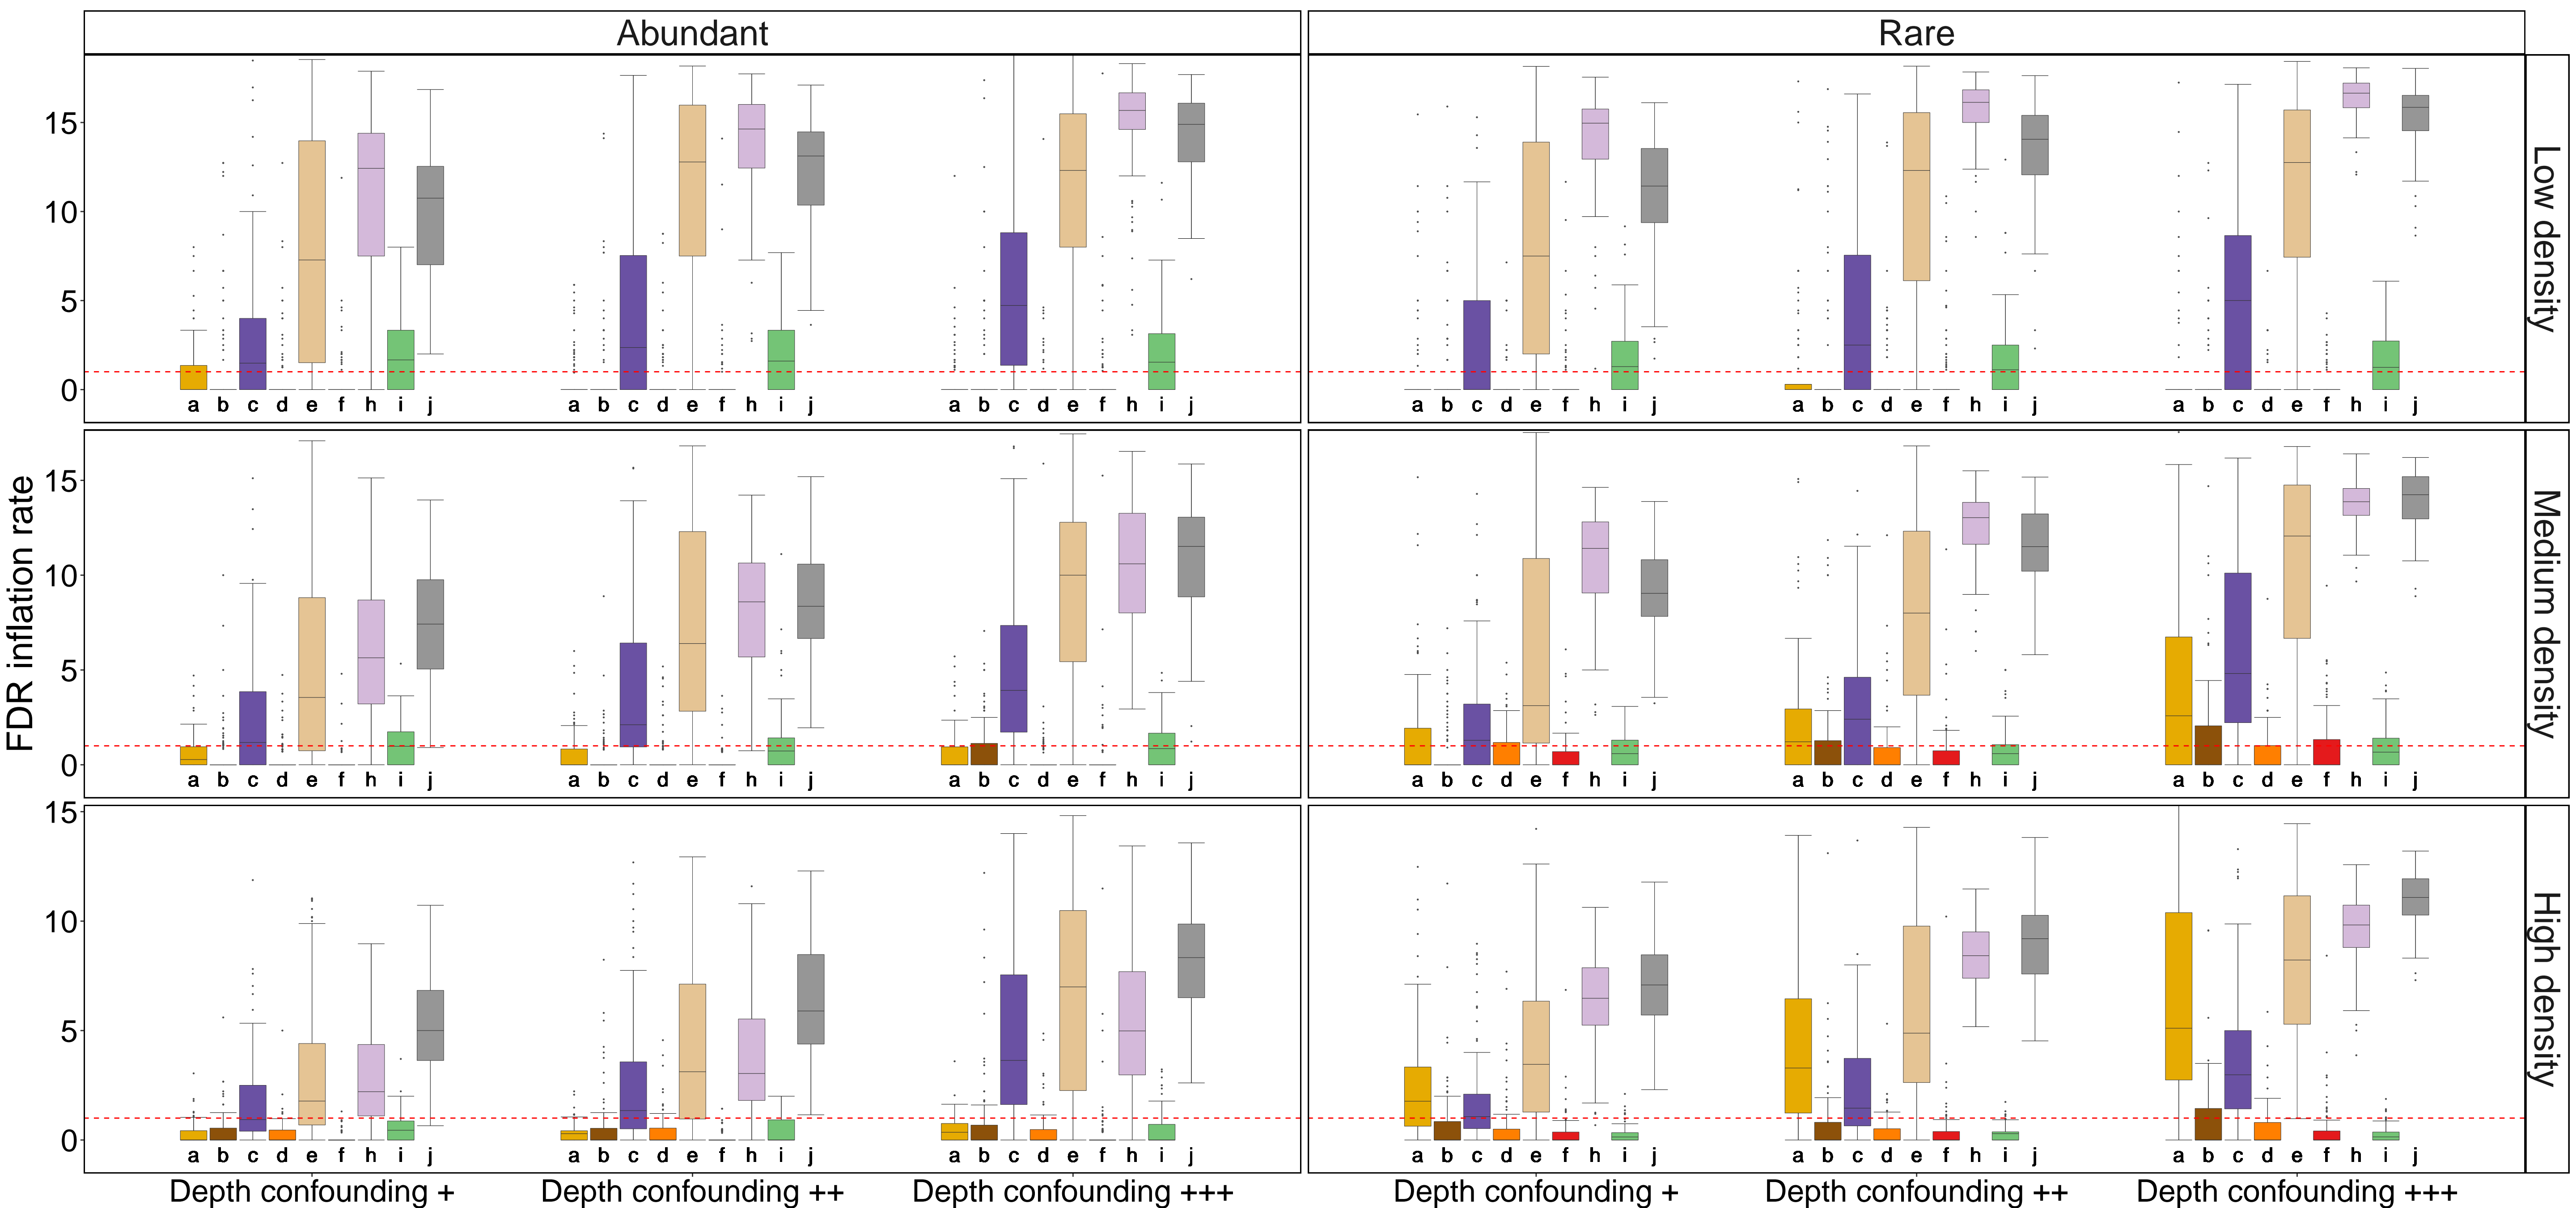 Abundant
Rare
15
10
5
0
a b c d e f h i j
a b c d e f h i j
a b c d e f h i j
a b c d e f h i j
a b c d e f h i j
a b c d e f h i j
Low density
FDR inflation rate
15
10
5
0
a b c d e f h i j
a b c d e f h i j
a b c d e f h i j
a b c d e f h i j
a b c d e f h i j
a b c d e f h i j
Medium density
15
10
5
0
a b c d e f h i j
a b c d e f h i j
a b c d e f h i j
a b c d e f h i j
a b c d e f h i j
a b c d e f h i j
High density
Depth confounding +
Depth confounding ++
Depth confounding +++
Depth confounding +
Depth confounding ++
Depth confounding +++